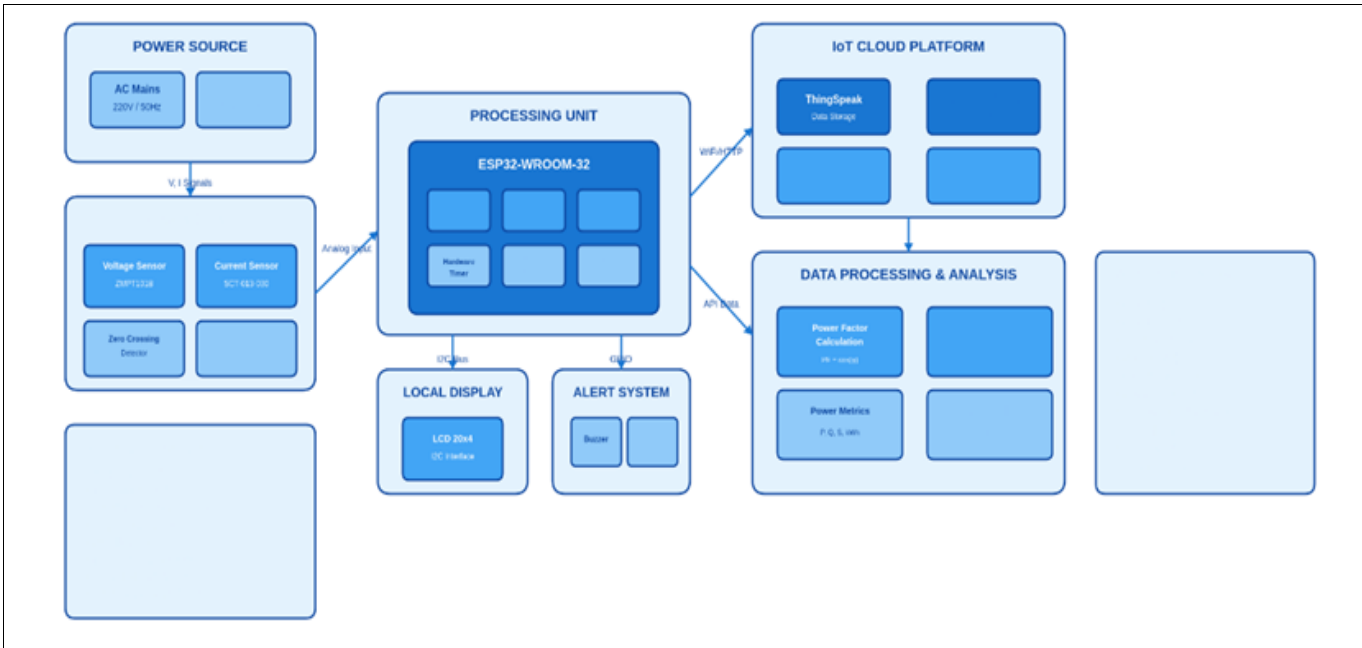 POWER SOURCE
AC Mains
220V / 50Hz
V, I Signals
Voltage Sensor
Current Sensor
Zero Crossing
Detector
Analog Input
PROCESSING UNIT
ESP32-WROOM-32
Hardware
Timer
I2C Bus
GPIO
LOCAL DISPLAY
LCD 20x4
I2C Interface
ALERT SYSTEM
Buzzer
WiFi/HTTP
API Data
IoT CLOUD PLATFORM
ThingSpeak
Data Storage
DATA PROCESSING & ANALYSIS
Power Factor
Calculation
Power Metrics